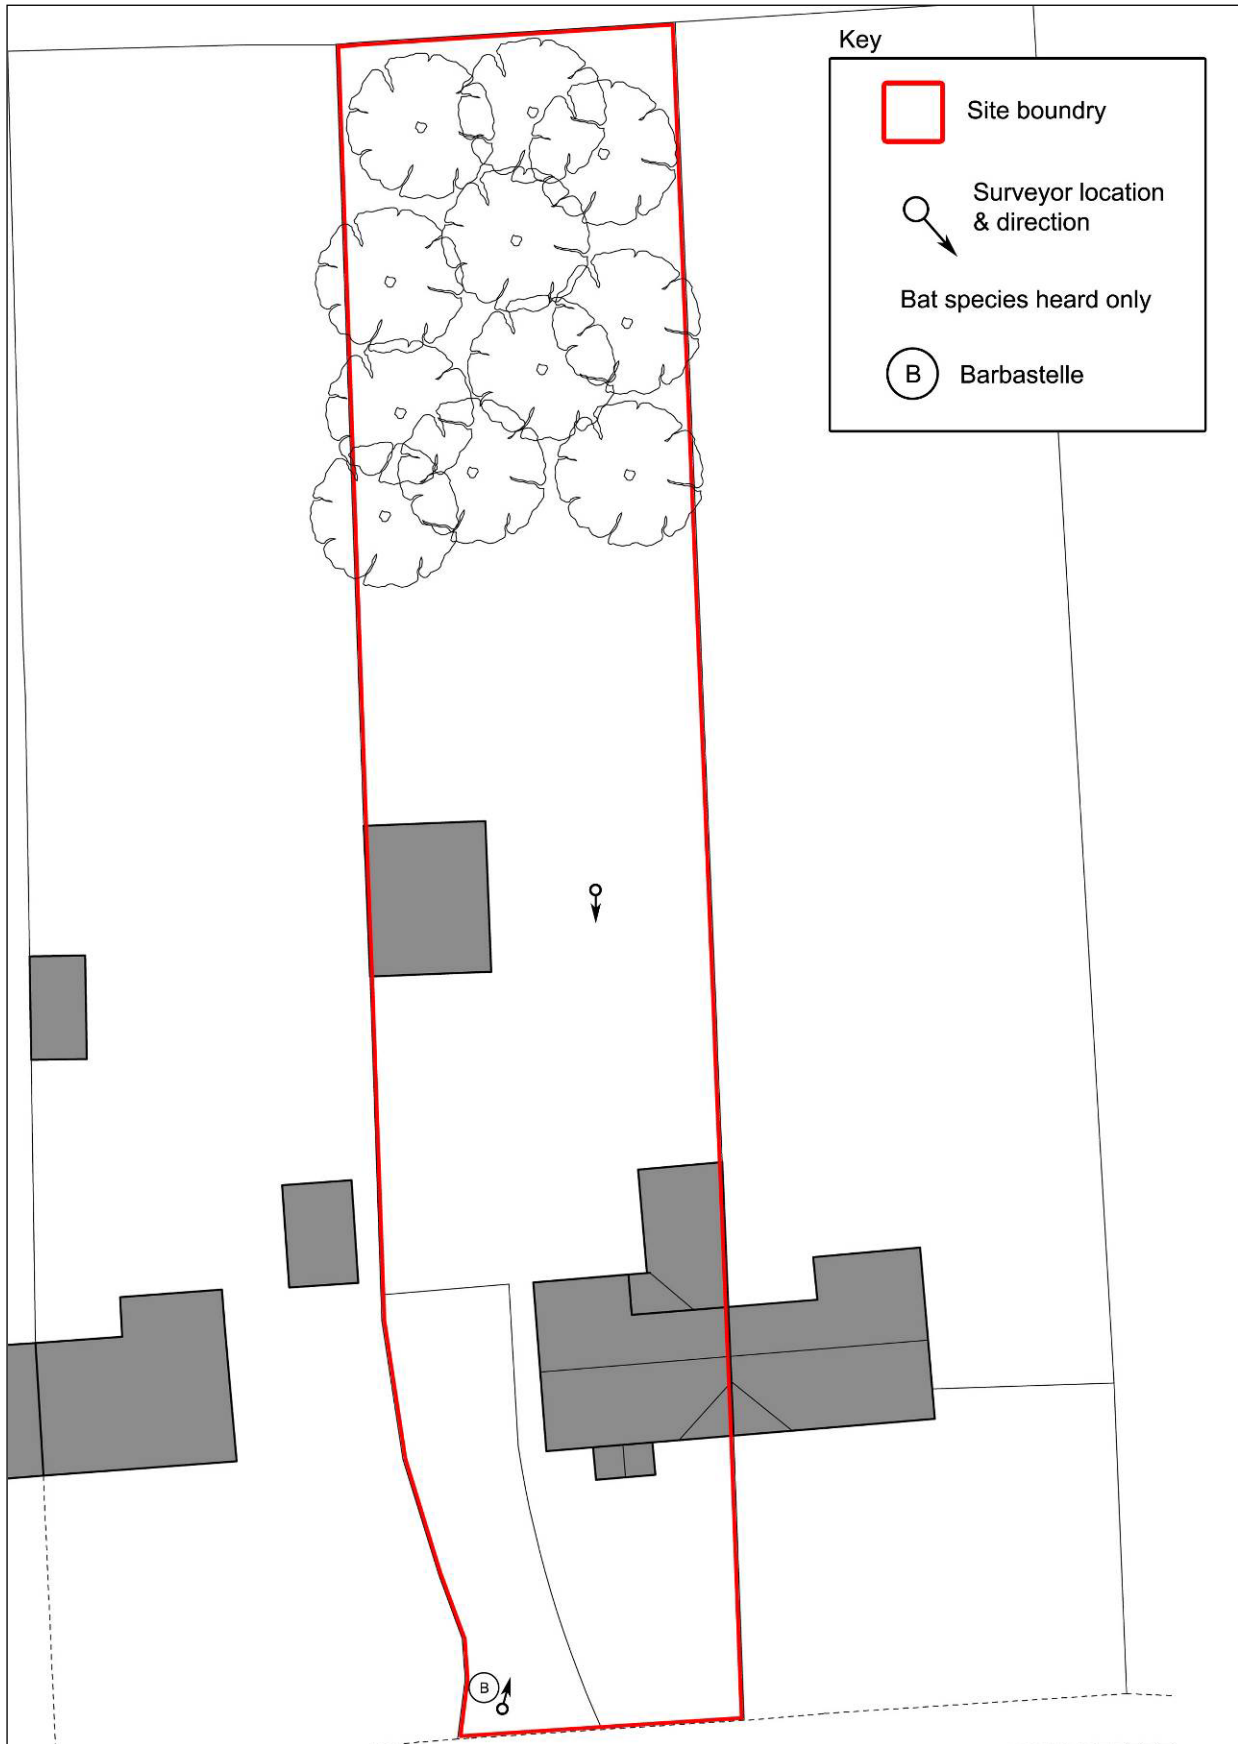 Key
Site boundry
Surveyor location
& direction
Bat species heard only
B Barbastelle
B